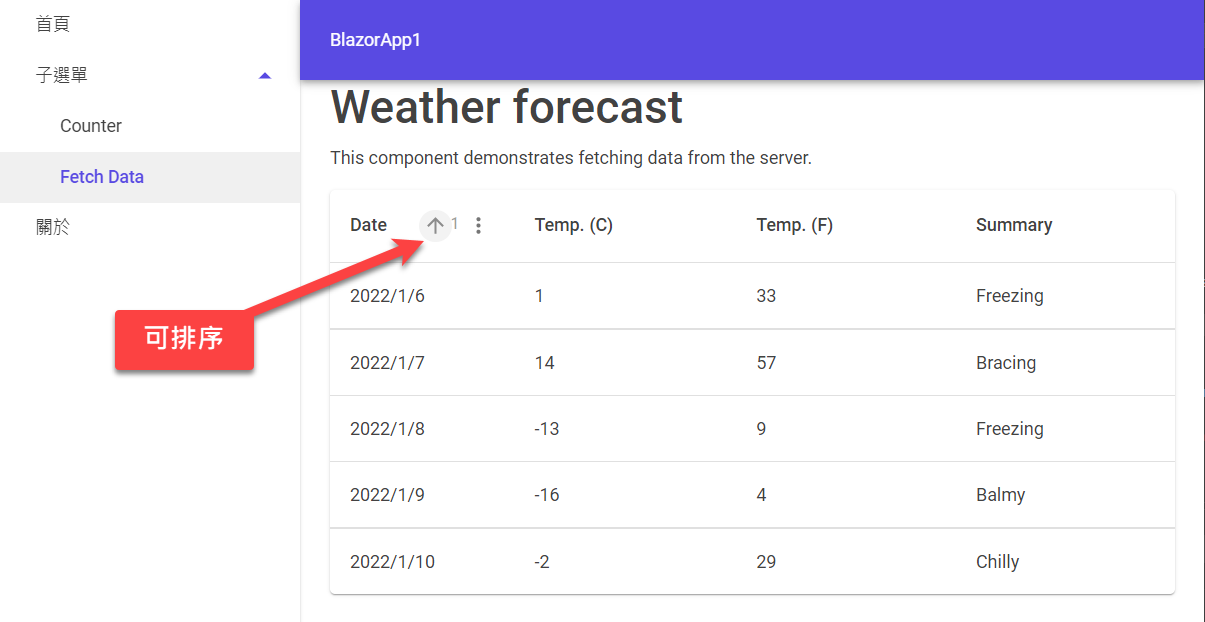 首頁
子選單
Counter
Fetch Data
關於
BlazorApp1
Weather forecast
This component demonstrates fetching data from the server.
Date 1 Temp. (C) Temp. (F) Summary
2022/1/6 1 33 Freezing
2022/1/7 14 57 Bracing
2022/1/8 -13 9 Freezing
2022/1/9 -16 4 Balmy
2022/1/10 -2 29 Chilly
可排序